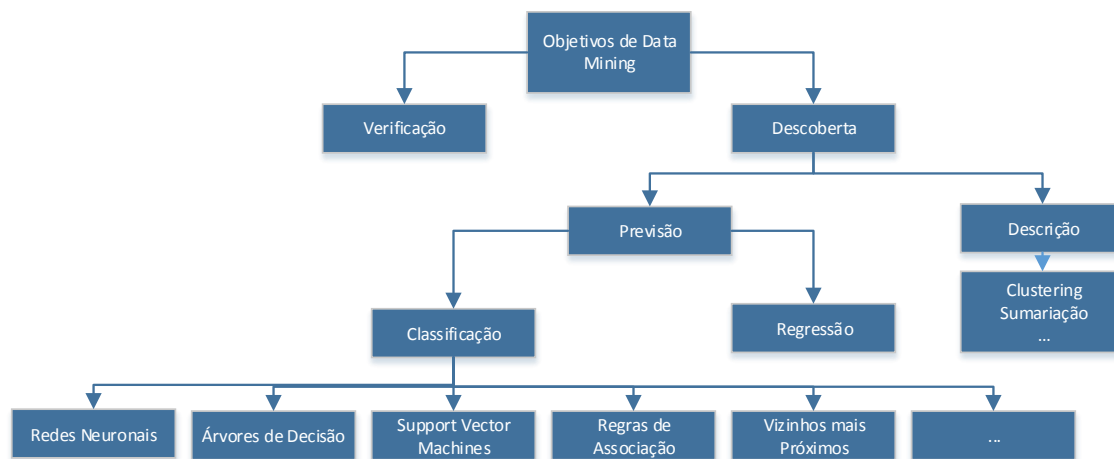 Objetivos de Data
Mining
Verificação
Descoberta
Previsão
Descrição
Clustering
Sumariação
...
Classificação
Regressão
Redes Neuronais
Árvores de Decisão
Support Vector
Machines
Regras de
Associação
Vizinhos mais
Próximos
...